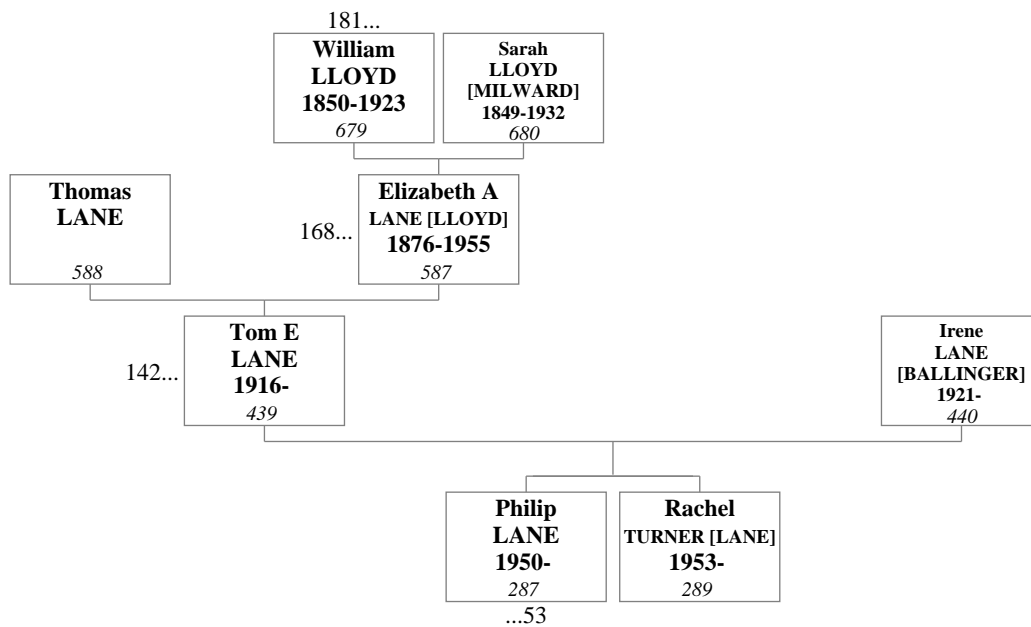 181...
William
LLOYD
1850-1923
679
Sarah
LLOYD
[MILWARD]
1849-1932
680
Thomas
LANE
588
168...
Elizabeth A
LANE [LLOYD]
1876-1955
587
142...
Tom E
LANE
1916-
439
Irene
LANE
[BALLINGER]
1921-
440
Philip
LANE
1950-
287
...53
Rachel
TURNER [LANE]
1953-
289